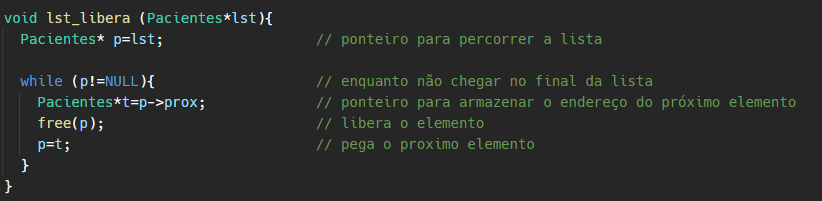 void lst_libera (Pacientes*lst){
  Pacientes* p=lst;                  // ponteiro para percorrer a lista
  while (p!=NULL){                   // enquanto não chegar no final da lista
    Pacientes*t=p->prox;             // ponteiro para armazenar o endereço do próximo elemento
    free(p);                         // libera o elemento
    p=t;                             // pega o proximo elemento
  }
}